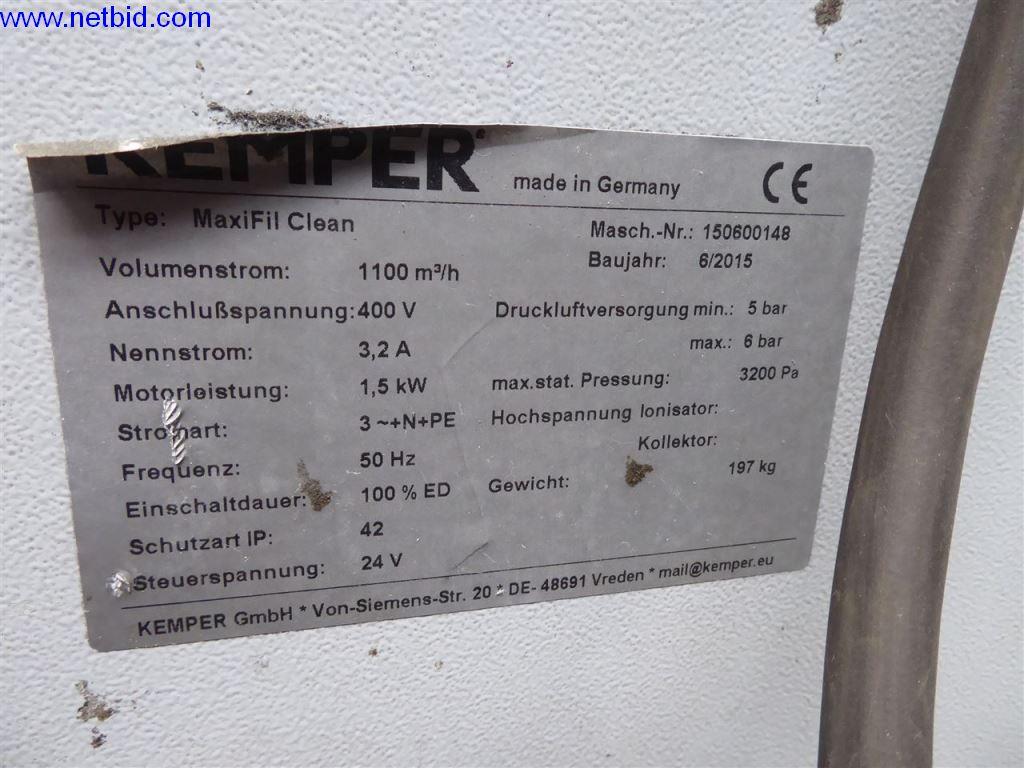 www.netbid.com
KEMPER made in Germany CE
Type: MaxiFil Clean Masch.-Nr.: 150600148
Volumenstrom: 1100 m³/h Baujahr: 6/2015
Anschlußspannung: 400 V Druckluftversorgung min.: 5 bar
Nennstrom: 3,2 A max.: 6 bar
Motorleistung: 1,5 kW max.stat. Pressung: 3200 Pa
Stromart: 3 ~+N+PE Hochspannung Ionisator:
Frequenz: 50 Hz Kollektor:
Einschaltdauer: 100 % ED Gewicht: 197 kg
Schutzart IP: 42
Steuerspannung: 24 V
KEMPER GmbH * Von-Siemens-Str. 20 * DE- 48691 Vreden * mail@kemper.eu